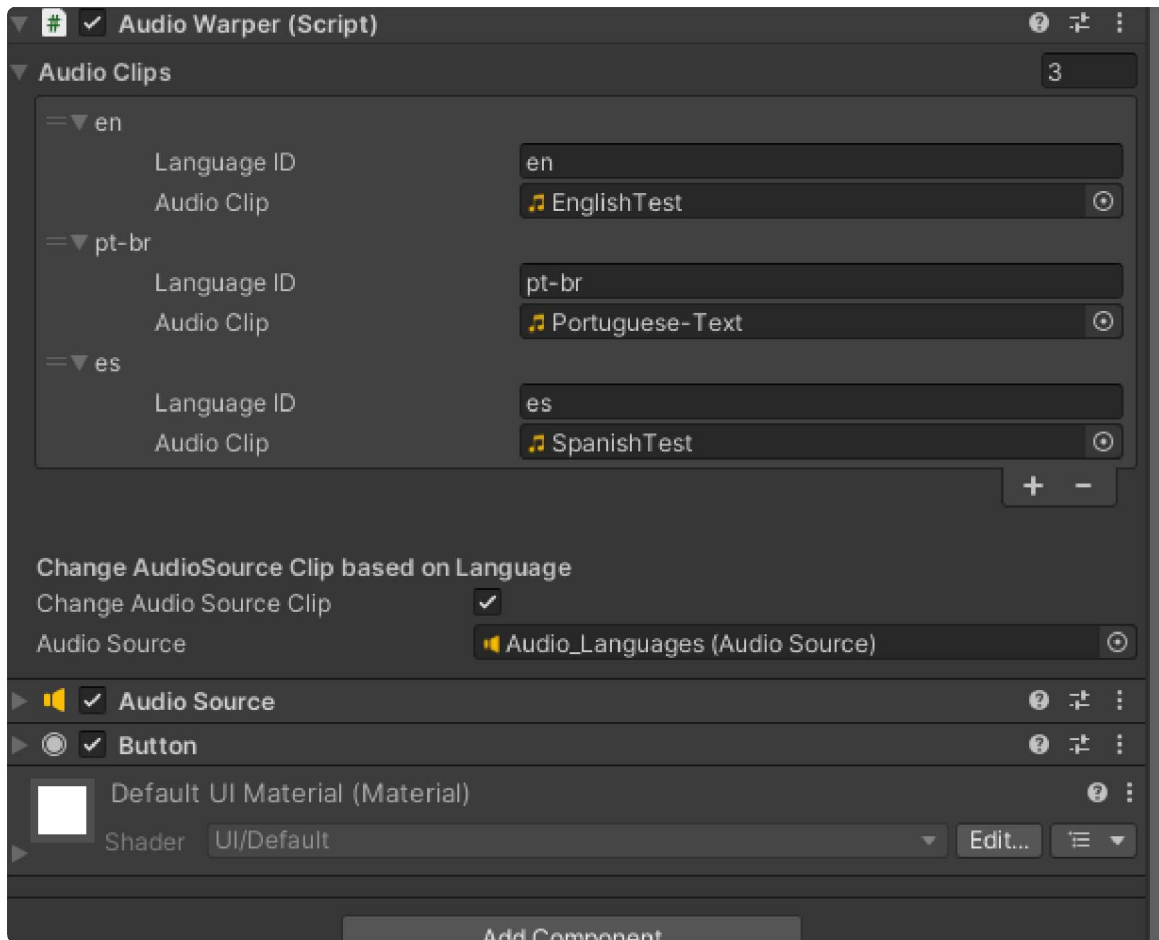 Audio Warper (Script)
Audio Clips 3
en
Language ID en
Audio Clip EnglishTest
pt-br
Language ID pt-br
Audio Clip Portuguese-Text
es
Language ID es
Audio Clip SpanishTest
Change AudioSource Clip based on Language
Change Audio Source Clip
Audio Source Audio_Languages (Audio Source)
Audio Source
Button
Default UI Material (Material)
Shader UI/Default Edit...
Add Component